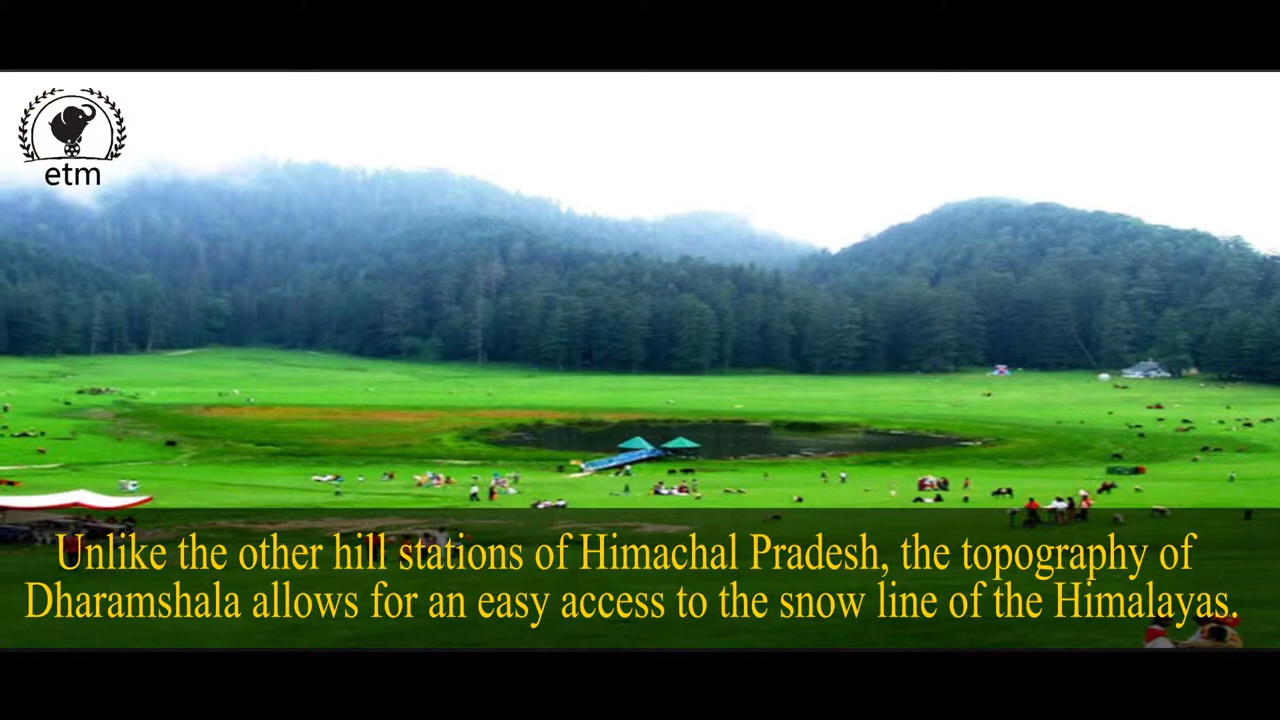 etm
Unlike the other hill stations of Himachal Pradesh, the topography of
Dharamshala allows for an easy access to the snow line of the Himalayas.